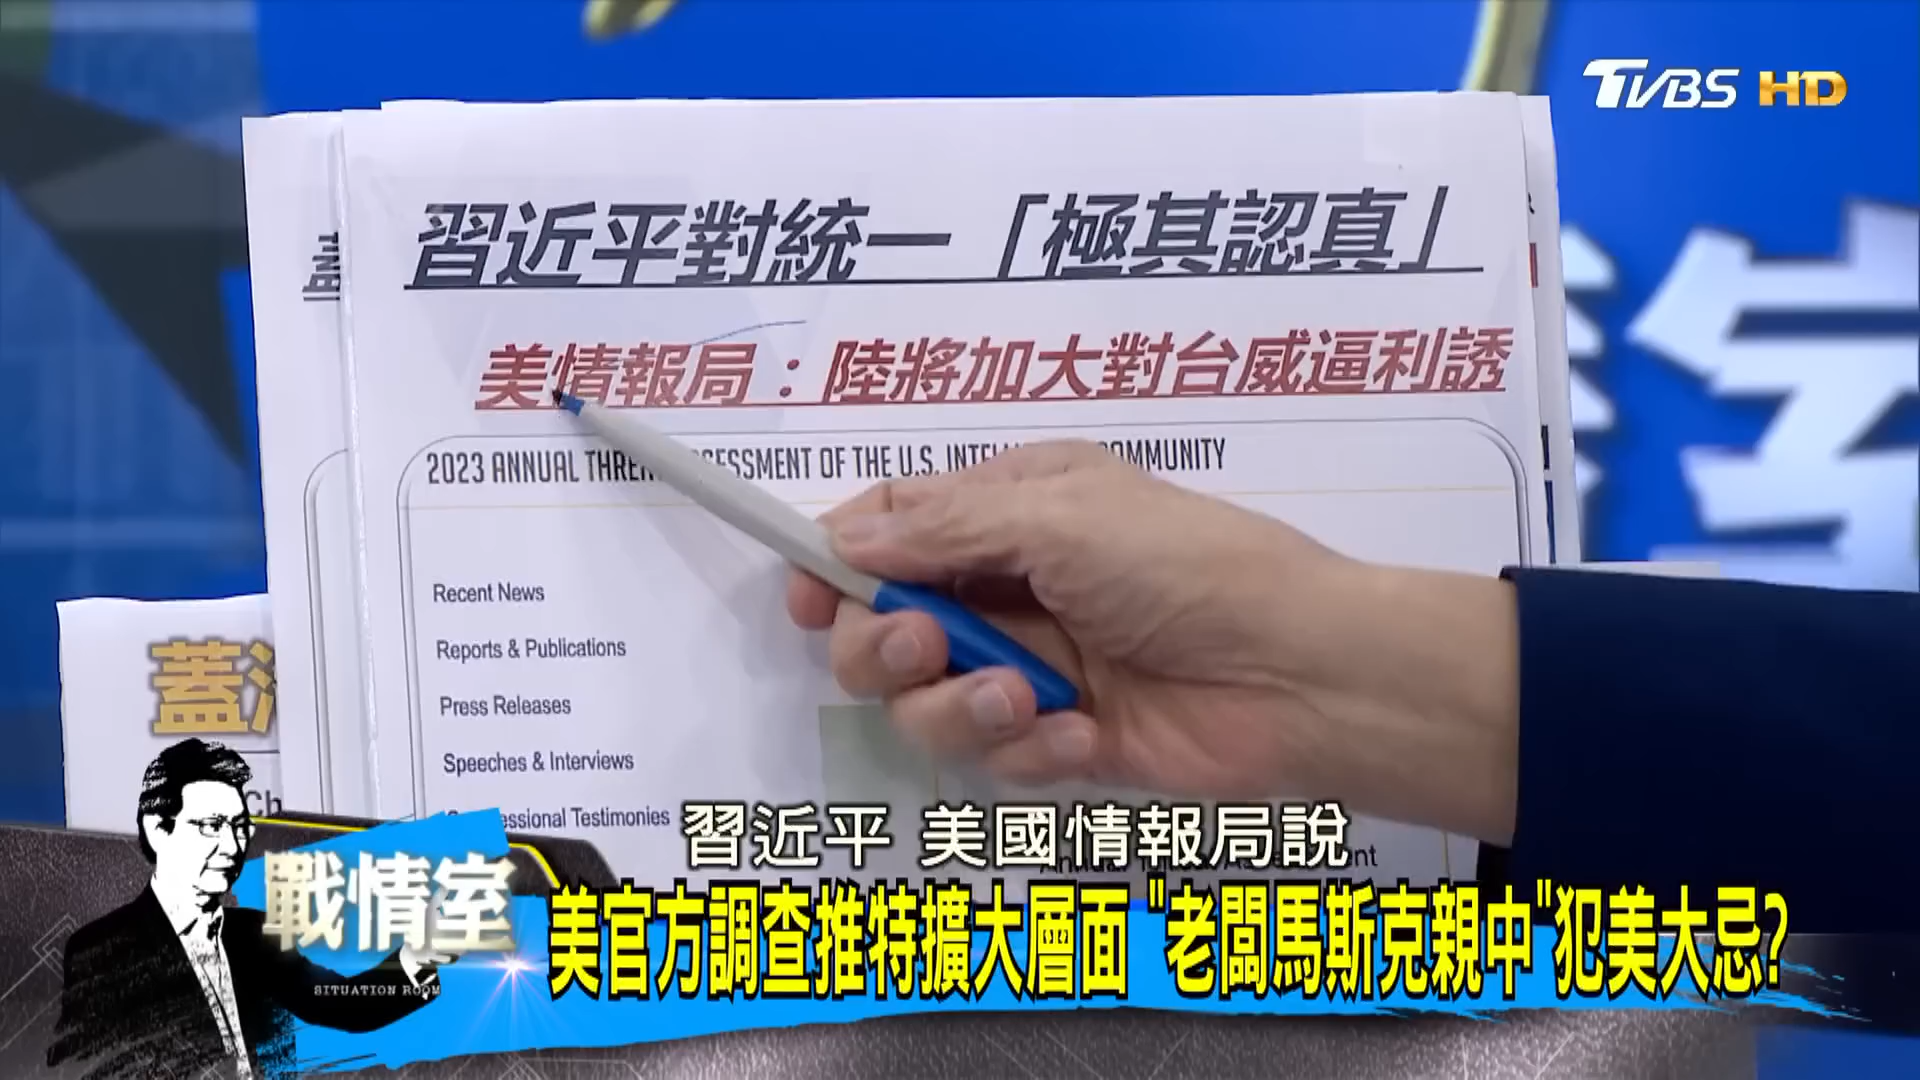 TVBS HD
習近平對統一「極其認真」
美情報局：陸將加大對台威逼利誘
2023 ANNUAL THRE SSESSMENT OF THE U.S. INTEL OMMUNITY
Recent News
Reports & Publications
Press Releases
Speeches & Interviews
essional Testimonies
蓋
Ch
習近平 美國情報局說
戰情室
SITUATION ROOM
美官方調查推特擴大層面 "老闆馬斯克親中"犯美大忌?